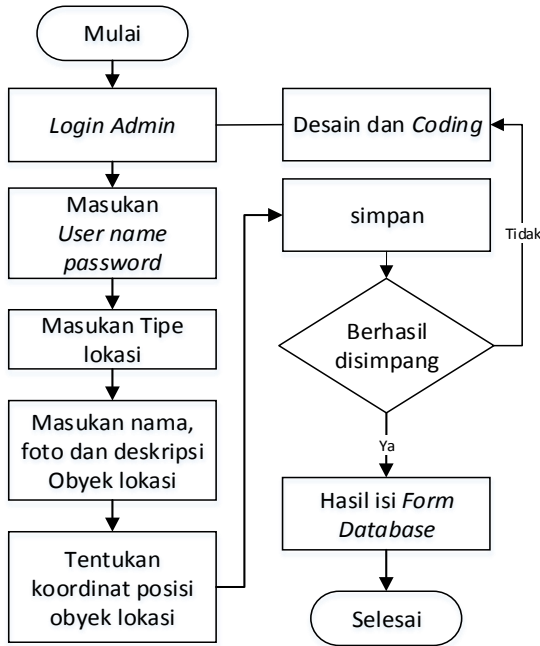 Mulai
Login Admin
Masukan
User name
password
Masukan Tipe
lokasi
Masukan nama,
foto dan deskripsi
Obyek lokasi
Tentukan
koordinat posisi
obyek lokasi
Desain dan Coding
simpan
Tidak
Berhasil
disimpang
Ya
Hasil isi Form
Database
Selesai